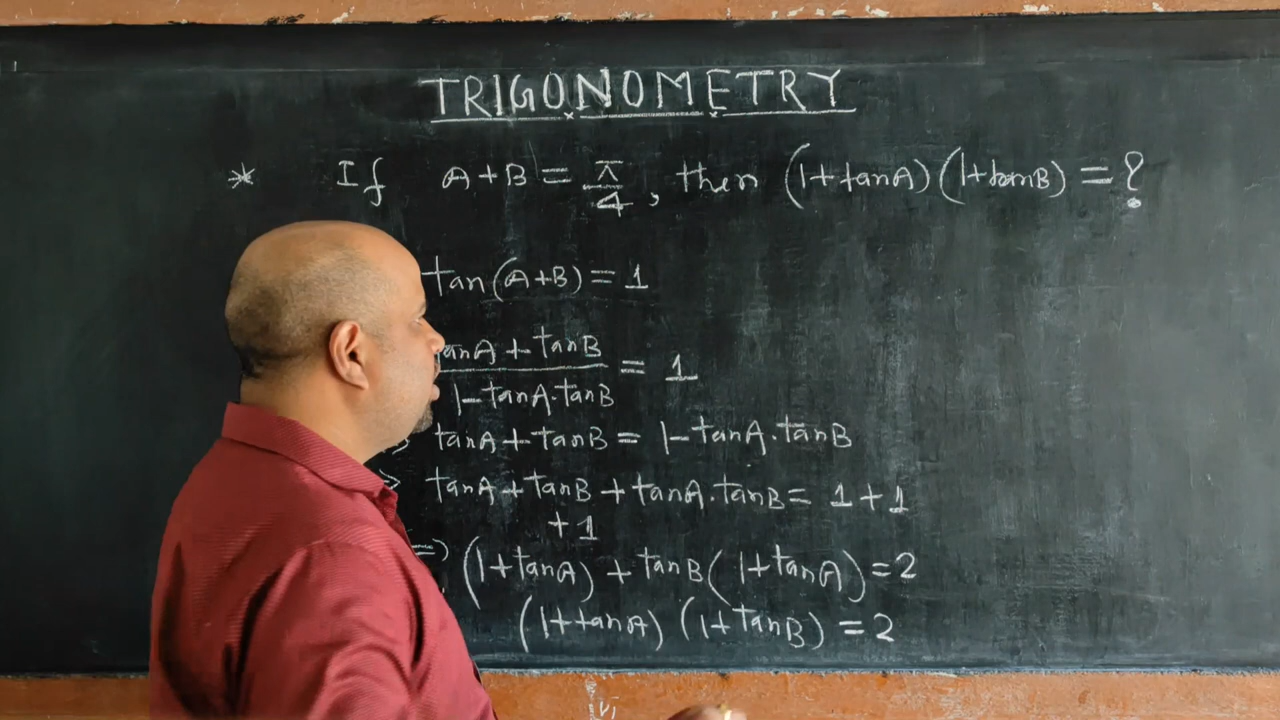 TRIGONOMETRY
* If A+B = π/4, then (1+tanA)(1+tanB) = ?
tan(A+B) = 1
tanA + tanB / 1-tanA.tanB = 1
=> tanA + tanB = 1-tanA.tanB
=> tanA + tanB + tanA.tanB = 1+1
+1
=> (1+tanA) + tanB(1+tanA) = 2
(1+tanA) (1+tanB) = 2